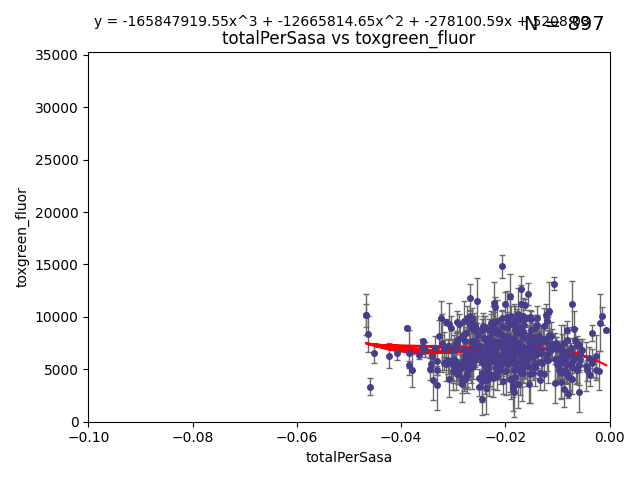 y = -165847919.55x^3 + -12665814.65x^2 + -278100.59x +
N = 897
totalPerSasa vs toxgreen_fluor
35000
30000
25000
20000
15000
10000
5000
0
toxgreen_fluor
−0.10
−0.08
−0.06
−0.04
−0.02
0.00
totalPerSasa